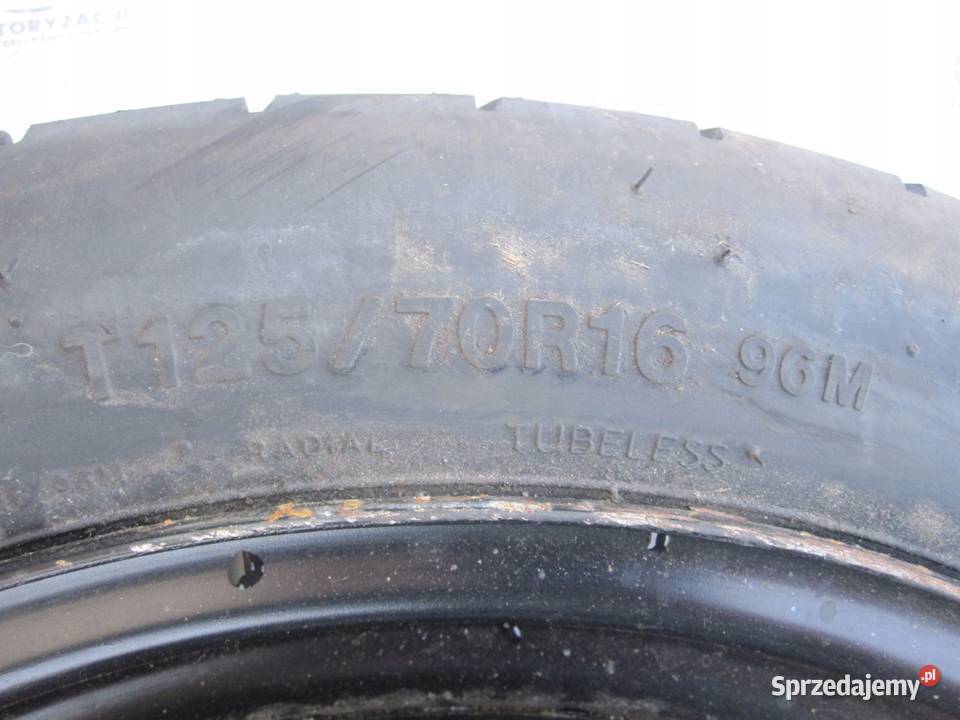 T125/70R16 96M
RADIAL TUBELESS
Sprzedajemy.pl